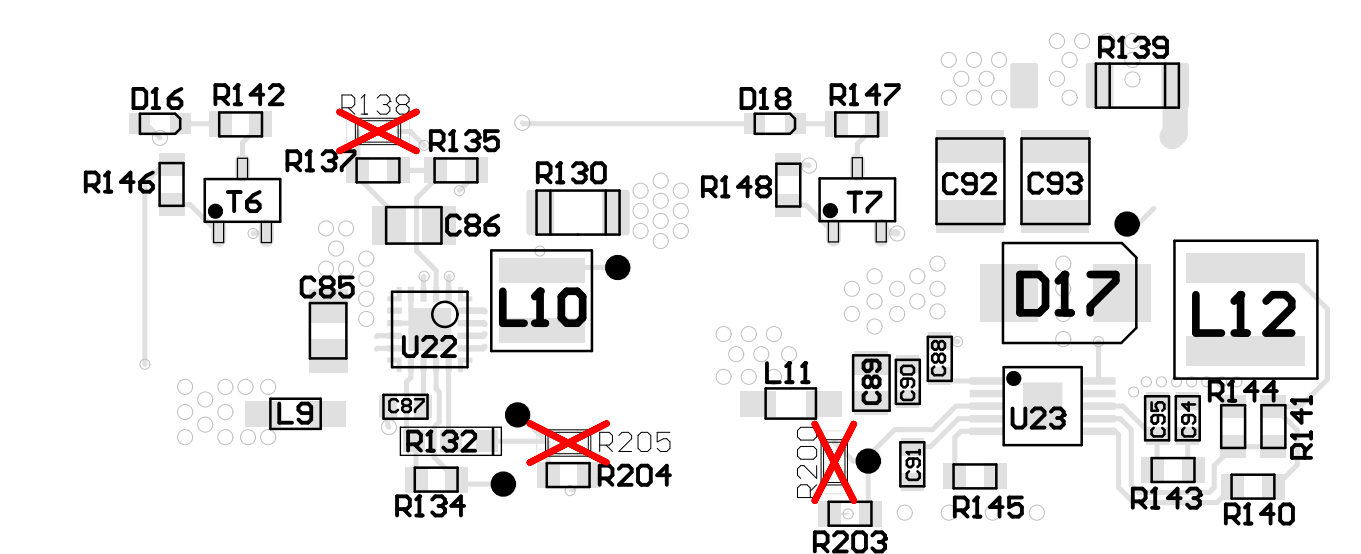 R139
D16
R142
R138
D18
R147
R135
R137
R146
T6
R130
R148
T7
C92
C93
C86
C85
L10
D17
L12
U22
C88
L11
C89
C90
R144
L9
C87
U23
C95
C94
R141
R132
R205
R200
C91
R204
R134
R145
R143
R140
R203